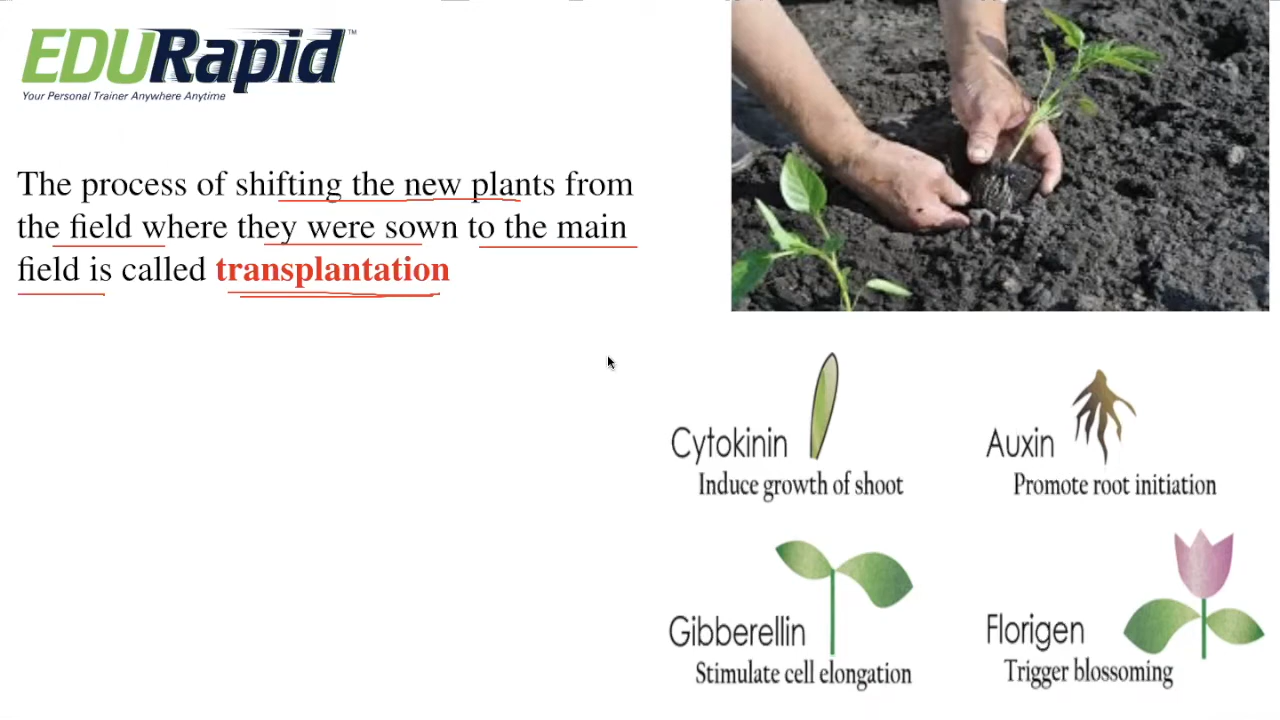 EDURapid™
Your Personal Trainer Anywhere Anytime
The process of shifting the new plants from
the field where they were sown to the main
field is called transplantation
Cytokinin
Induce growth of shoot
Auxin
Promote root initiation
Gibberellin
Stimulate cell elongation
Florigen
Trigger blossoming